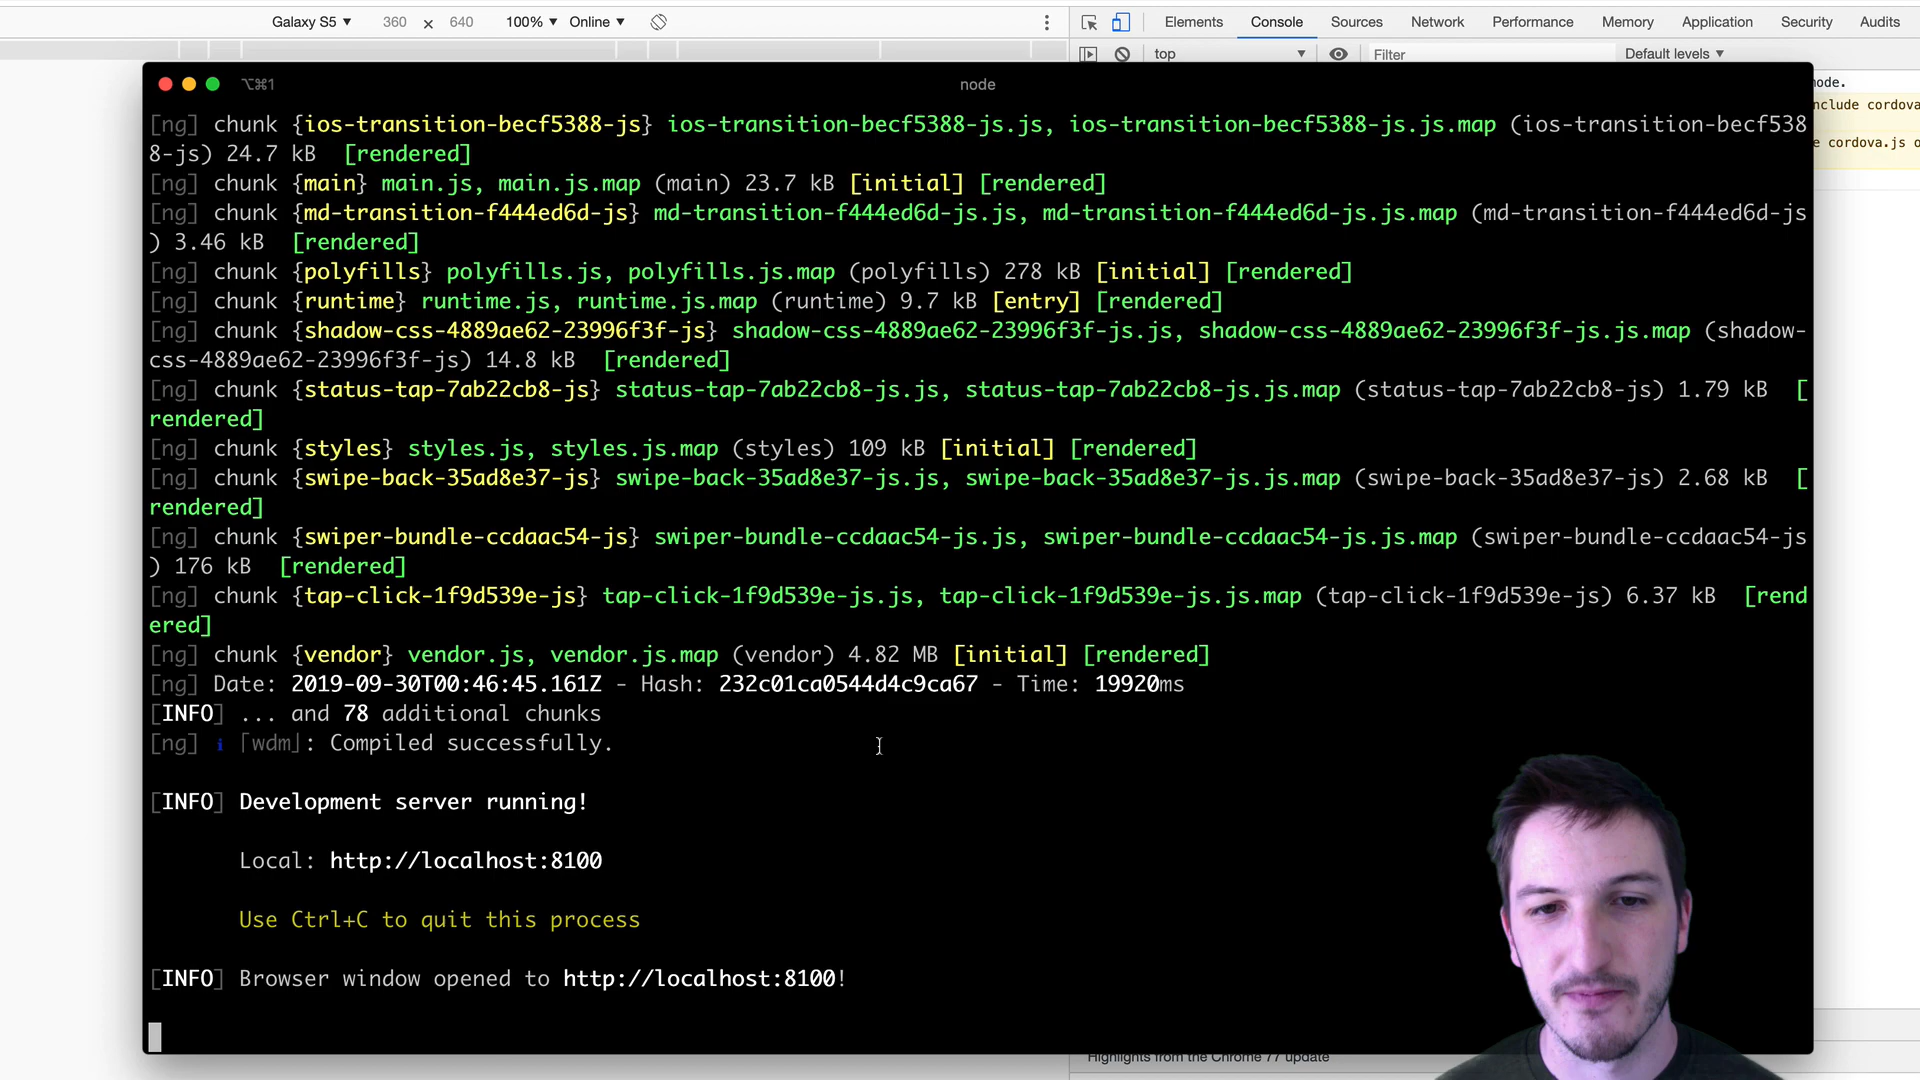 Galaxy S5 ▼ 360 × 640 100% ▼ Online ▼
Elements Console Sources Network Performance Memory Application Security Audits
top ▼ Filter Default levels ▼
node.
nclude cordova
e cordova.js o
⌥⌘1 node
[ng] chunk {ios-transition-becf5388-js} ios-transition-becf5388-js.js, ios-transition-becf5388-js.js.map (ios-transition-becf538
8-js) 24.7 kB [rendered]
[ng] chunk {main} main.js, main.js.map (main) 23.7 kB [initial] [rendered]
[ng] chunk {md-transition-f444ed6d-js} md-transition-f444ed6d-js.js, md-transition-f444ed6d-js.js.map (md-transition-f444ed6d-js
) 3.46 kB [rendered]
[ng] chunk {polyfills} polyfills.js, polyfills.js.map (polyfills) 278 kB [initial] [rendered]
[ng] chunk {runtime} runtime.js, runtime.js.map (runtime) 9.7 kB [entry] [rendered]
[ng] chunk {shadow-css-4889ae62-23996f3f-js} shadow-css-4889ae62-23996f3f-js.js, shadow-css-4889ae62-23996f3f-js.js.map (shadow-
css-4889ae62-23996f3f-js) 14.8 kB [rendered]
[ng] chunk {status-tap-7ab22cb8-js} status-tap-7ab22cb8-js.js, status-tap-7ab22cb8-js.js.map (status-tap-7ab22cb8-js) 1.79 kB [
rendered]
[ng] chunk {styles} styles.js, styles.js.map (styles) 109 kB [initial] [rendered]
[ng] chunk {swipe-back-35ad8e37-js} swipe-back-35ad8e37-js.js, swipe-back-35ad8e37-js.js.map (swipe-back-35ad8e37-js) 2.68 kB [
rendered]
[ng] chunk {swiper-bundle-ccdaac54-js} swiper-bundle-ccdaac54-js.js, swiper-bundle-ccdaac54-js.js.map (swiper-bundle-ccdaac54-js
) 176 kB [rendered]
[ng] chunk {tap-click-1f9d539e-js} tap-click-1f9d539e-js.js, tap-click-1f9d539e-js.js.map (tap-click-1f9d539e-js) 6.37 kB [rend
ered]
[ng] chunk {vendor} vendor.js, vendor.js.map (vendor) 4.82 MB [initial] [rendered]
[ng] Date: 2019-09-30T00:46:45.161Z - Hash: 232c01ca0544d4c9ca67 - Time: 19920ms
[INFO] ... and 78 additional chunks
[ng] ℹ ｢wdm｣: Compiled successfully.
[INFO] Development server running!
Local: http://localhost:8100
Use Ctrl+C to quit this process
[INFO] Browser window opened to http://localhost:8100!
Highlights from the Chrome 77 update